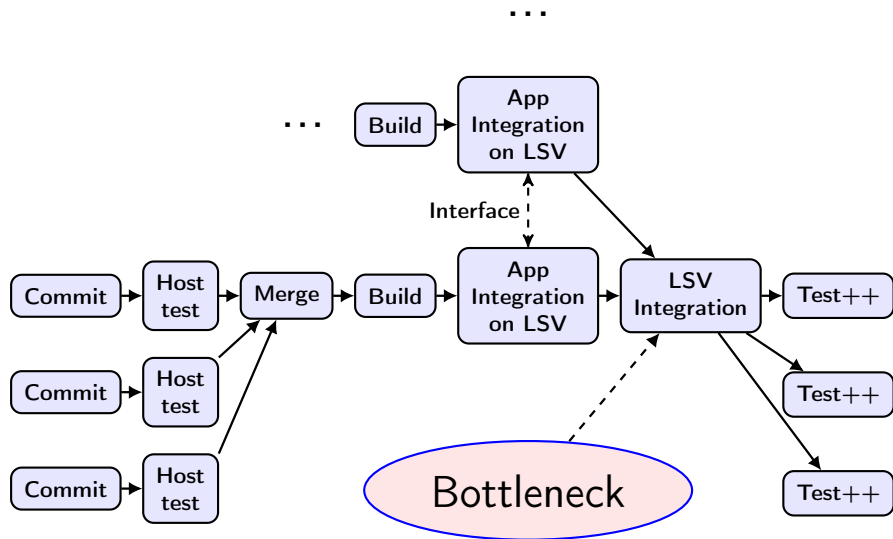 ...
... Build App
Integration
on LSV
Interface
Commit Host
test Merge Build App
Integration
on LSV LSV
Integration Test++
Commit Host
test Test++
Commit Host
test Bottleneck Test++